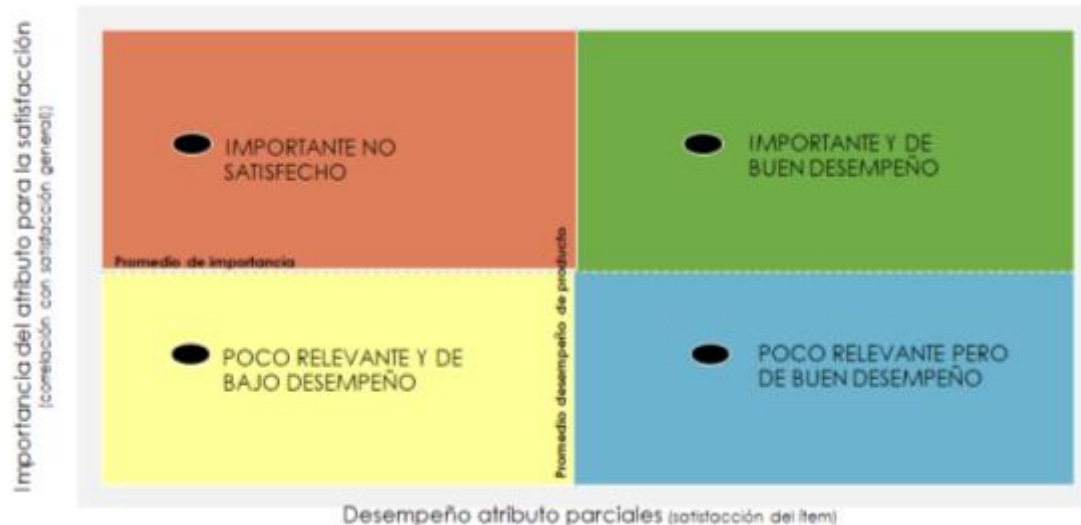 Importancia del atributo para la satisfacción
(correlación con satisfacción general)
IMPORTANTE NO
SATISFECHO
IMPORTANTE Y DE
BUEN DESEMPEÑO
Promedio de importancia
Promedio desempeño de producto
POCO RELEVANTE Y DE
BAJO DESEMPEÑO
POCO RELEVANTE PERO
DE BUEN DESEMPEÑO
Desempeño atributo parciales (satisfacción del ítem)